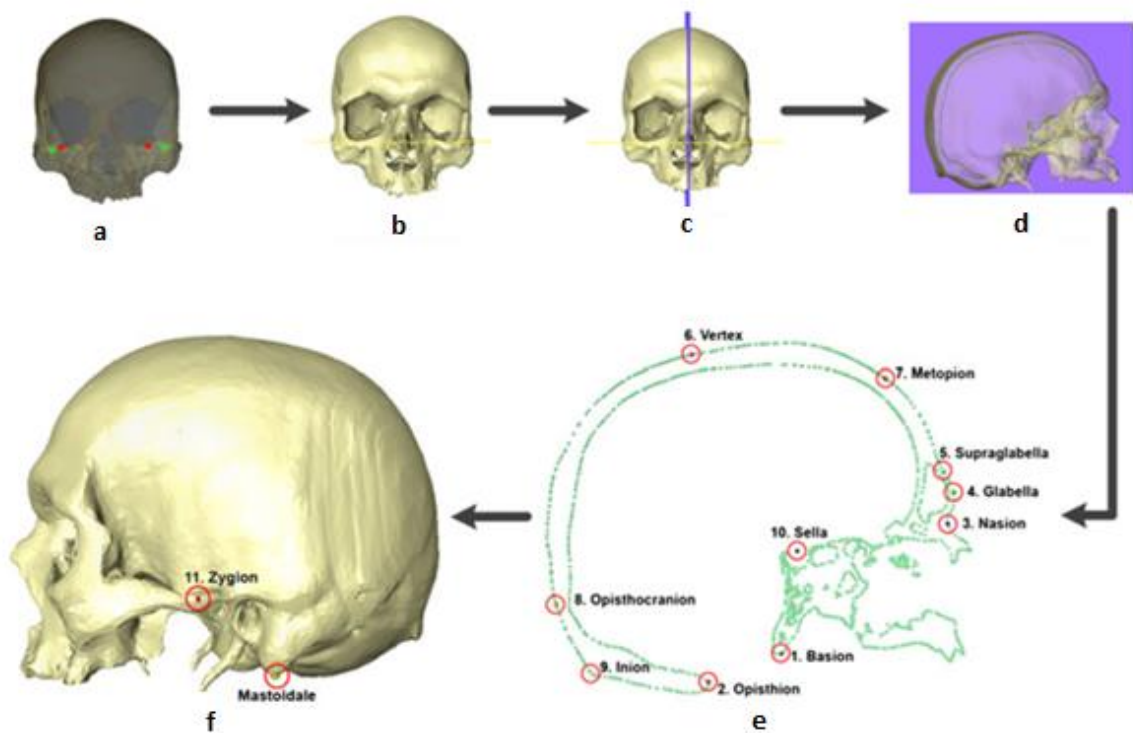 a
b
c
d
6. Vertex
7. Metopion
5. Supraglabella
4. Glabella
3. Nasion
10. Sella
11. Zygion
8. Opisthocranion
1. Basion
9. Inion
2. Opisthion
Mastoidale
f
e